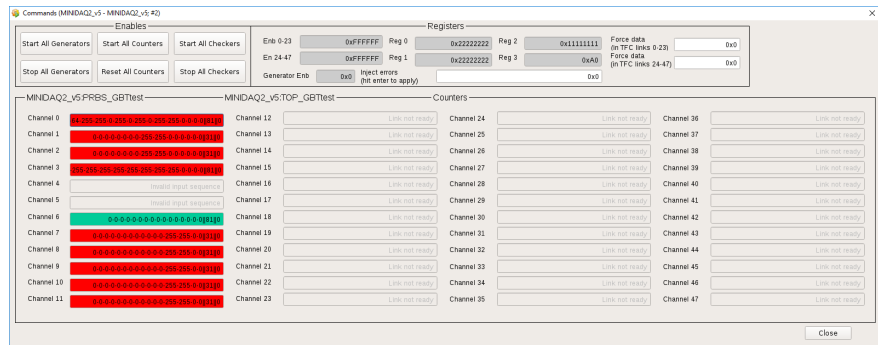 Commands (MINIDAQ2_v5 - MINIDAQ2_v5; #2)
Enables
Registers
Start All Generators Start All Counters Start All Checkers
Stop All Generators Reset All Counters Stop All Checkers
Enb 0-23 0xFFFFFF Reg 0 0x22222222 Reg 2 0x11111111 Force data (in TFC links 0-23) 0x0
En 24-47 0xFFFFFF Reg 1 0x22222222 Reg 3 0xA0 Force data (in TFC links 24-47) 0x0
Generator Enb 0x0 Inject errors (hit enter to apply) 0x0
MINIDAQ2_v5:PRBS_GBTtest MINIDAQ2_v5:TOP_GBTtest Counters
Channel 0 Channel 12 Link not ready Channel 24 Link not ready Channel 36 Link not ready
Channel 1 Channel 13 Link not ready Channel 25 Link not ready Channel 37 Link not ready
Channel 2 Channel 14 Link not ready Channel 26 Link not ready Channel 38 Link not ready
Channel 3 Channel 15 Link not ready Channel 27 Link not ready Channel 39 Link not ready
Channel 4 Invalid input sequence Channel 16 Link not ready Channel 28 Link not ready Channel 40 Link not ready
Channel 5 Invalid input sequence Channel 17 Link not ready Channel 29 Link not ready Channel 41 Link not ready
Channel 6 Channel 18 Link not ready Channel 30 Link not ready Channel 42 Link not ready
Channel 7 Channel 19 Link not ready Channel 31 Link not ready Channel 43 Link not ready
Channel 8 Channel 20 Link not ready Channel 32 Link not ready Channel 44 Link not ready
Channel 9 Channel 21 Link not ready Channel 33 Link not ready Channel 45 Link not ready
Channel 10 Channel 22 Link not ready Channel 34 Link not ready Channel 46 Link not ready
Channel 11 Channel 23 Link not ready Channel 35 Link not ready Channel 47 Link not ready
Close